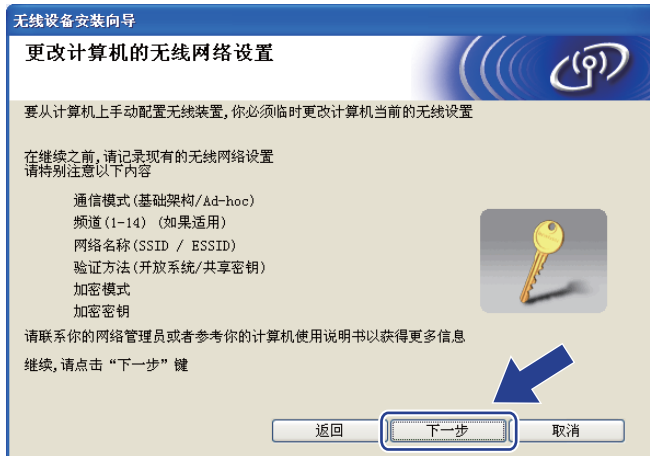 无线设备安装向导
更改计算机的无线网络设置
要从计算机上手动配置无线装置,你必须临时更改计算机当前的无线设置
在继续之前,请记录现有的无线网络设置
请特别注意以下内容
通信模式(基础架构/Ad-hoc)
频道(1-14) (如果适用)
网络名称(SSID / ESSID)
验证方法(开放系统/共享密钥)
加密模式
加密密钥
请联系你的网络管理员或者参考你的计算机使用说明书以获得更多信息
继续,请点击“下一步”键
返回 下一步 取消